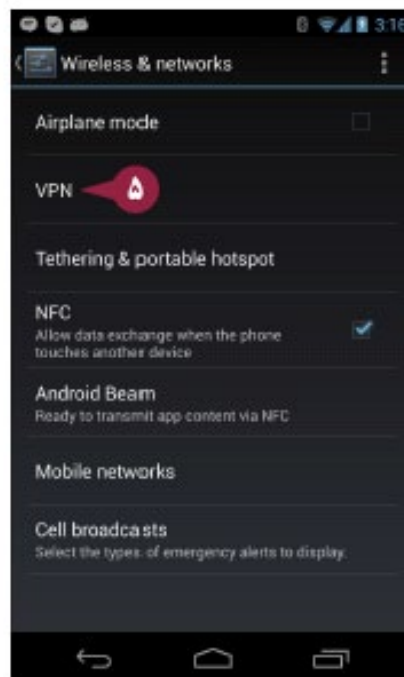 3:16
Wireless & networks
Airplane mode
VPN ۵
Tethering & portable hotspot
NFC
Allow data exchange when the phone
touches another device
Android Beam
Ready to transmit app content via NFC
Mobile networks
Cell broadcasts
Select the types of emergency alerts to display.